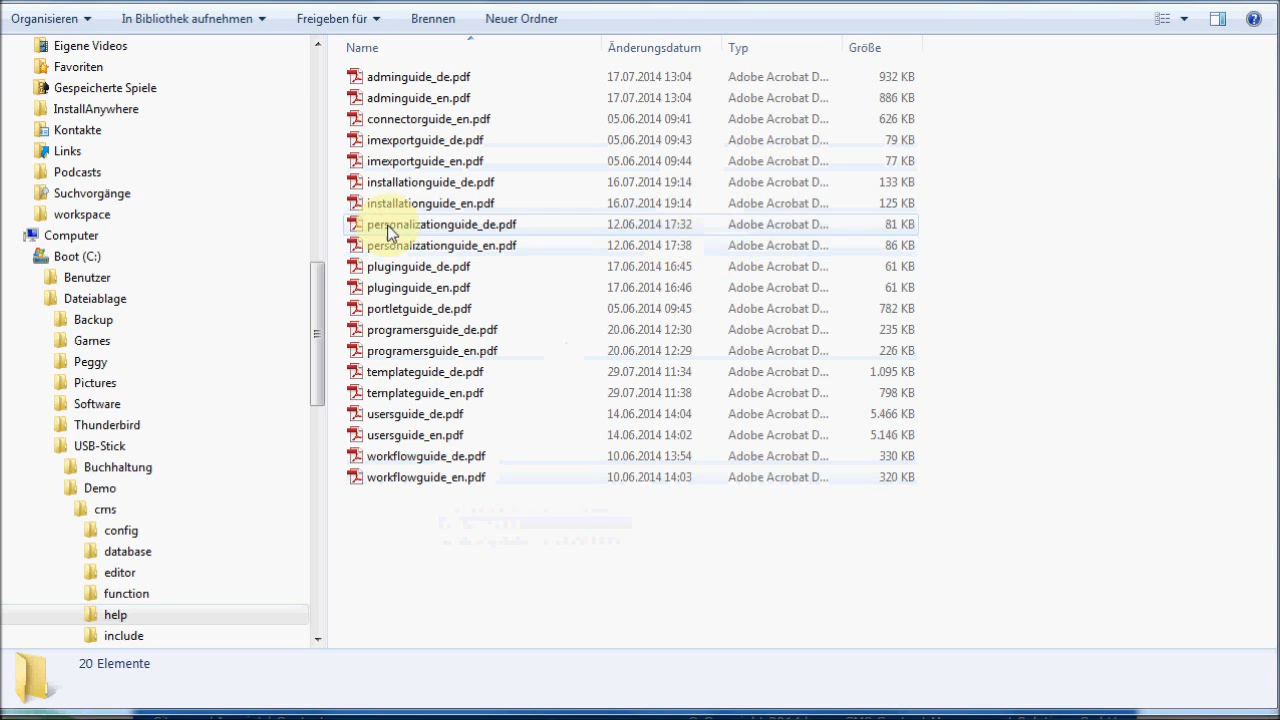 Organisieren In Bibliothek aufnehmen Freigeben für Brennen Neuer Ordner
Eigene Videos
Favoriten
Gespeicherte Spiele
InstallAnywhere
Kontakte
Links
Podcasts
Suchvorgänge
workspace
Computer
Boot (C:)
Benutzer
Dateiablage
Backup
Games
Peggy
Pictures
Software
Thunderbird
USB-Stick
Buchhaltung
Demo
cms
config
database
editor
function
help
include
Name Änderungsdatum Typ Größe
adminguide_de.pdf 17.07.2014 13:04 Adobe Acrobat D... 932 KB
adminguide_en.pdf 17.07.2014 13:04 Adobe Acrobat D... 886 KB
connectorguide_en.pdf 05.06.2014 09:41 Adobe Acrobat D... 626 KB
imexportguide_de.pdf 05.06.2014 09:43 Adobe Acrobat D... 79 KB
imexportguide_en.pdf 05.06.2014 09:44 Adobe Acrobat D... 77 KB
installationguide_de.pdf 16.07.2014 19:14 Adobe Acrobat D... 133 KB
installationguide_en.pdf 16.07.2014 19:14 Adobe Acrobat D... 125 KB
personalizationguide_de.pdf 12.06.2014 17:32 Adobe Acrobat D... 81 KB
personalizationguide_en.pdf 12.06.2014 17:38 Adobe Acrobat D... 86 KB
pluginguide_de.pdf 17.06.2014 16:45 Adobe Acrobat D... 61 KB
pluginguide_en.pdf 17.06.2014 16:46 Adobe Acrobat D... 61 KB
portletguide_de.pdf 05.06.2014 09:45 Adobe Acrobat D... 782 KB
programersguide_de.pdf 20.06.2014 12:30 Adobe Acrobat D... 235 KB
programersguide_en.pdf 20.06.2014 12:29 Adobe Acrobat D... 226 KB
templateguide_de.pdf 29.07.2014 11:34 Adobe Acrobat D... 1.095 KB
templateguide_en.pdf 29.07.2014 11:38 Adobe Acrobat D... 798 KB
usersguide_de.pdf 14.06.2014 14:04 Adobe Acrobat D... 5.466 KB
usersguide_en.pdf 14.06.2014 14:02 Adobe Acrobat D... 5.146 KB
workflowguide_de.pdf 10.06.2014 13:54 Adobe Acrobat D... 330 KB
workflowguide_en.pdf 10.06.2014 14:03 Adobe Acrobat D... 320 KB
20 Elemente